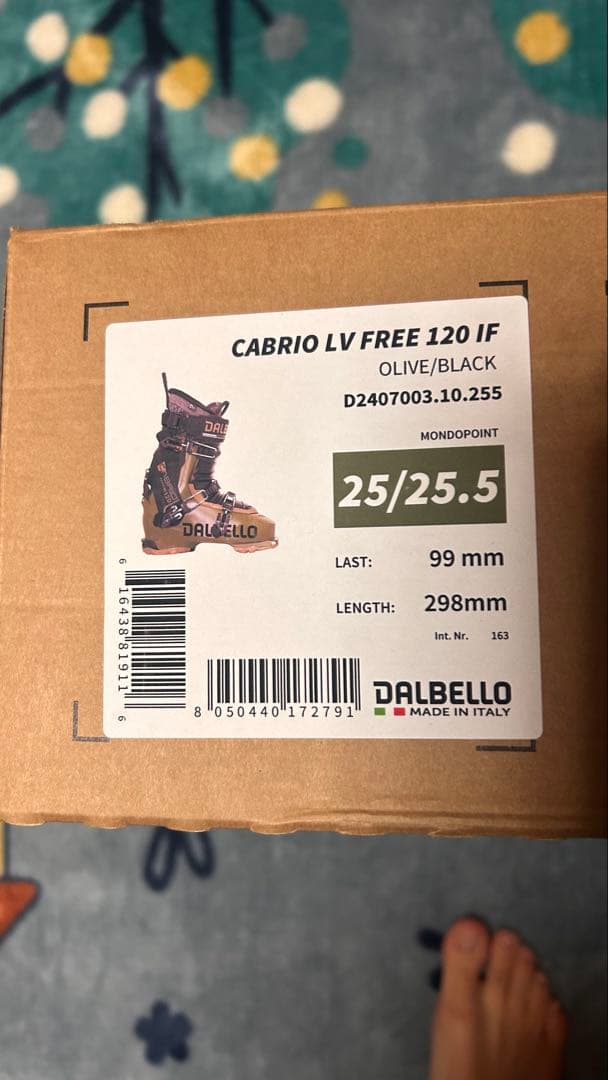 CABRIO LV FREE 120 IF
OLIVE/BLACK
D2407003.10.255
MONDOPOINT
25/25.5
DALBELLO
LAST: 99 mm
LENGTH: 298mm
Int. Nr. 163
6 16438 81911 6
8 050440 172791
DALBELLO
MADE IN ITALY